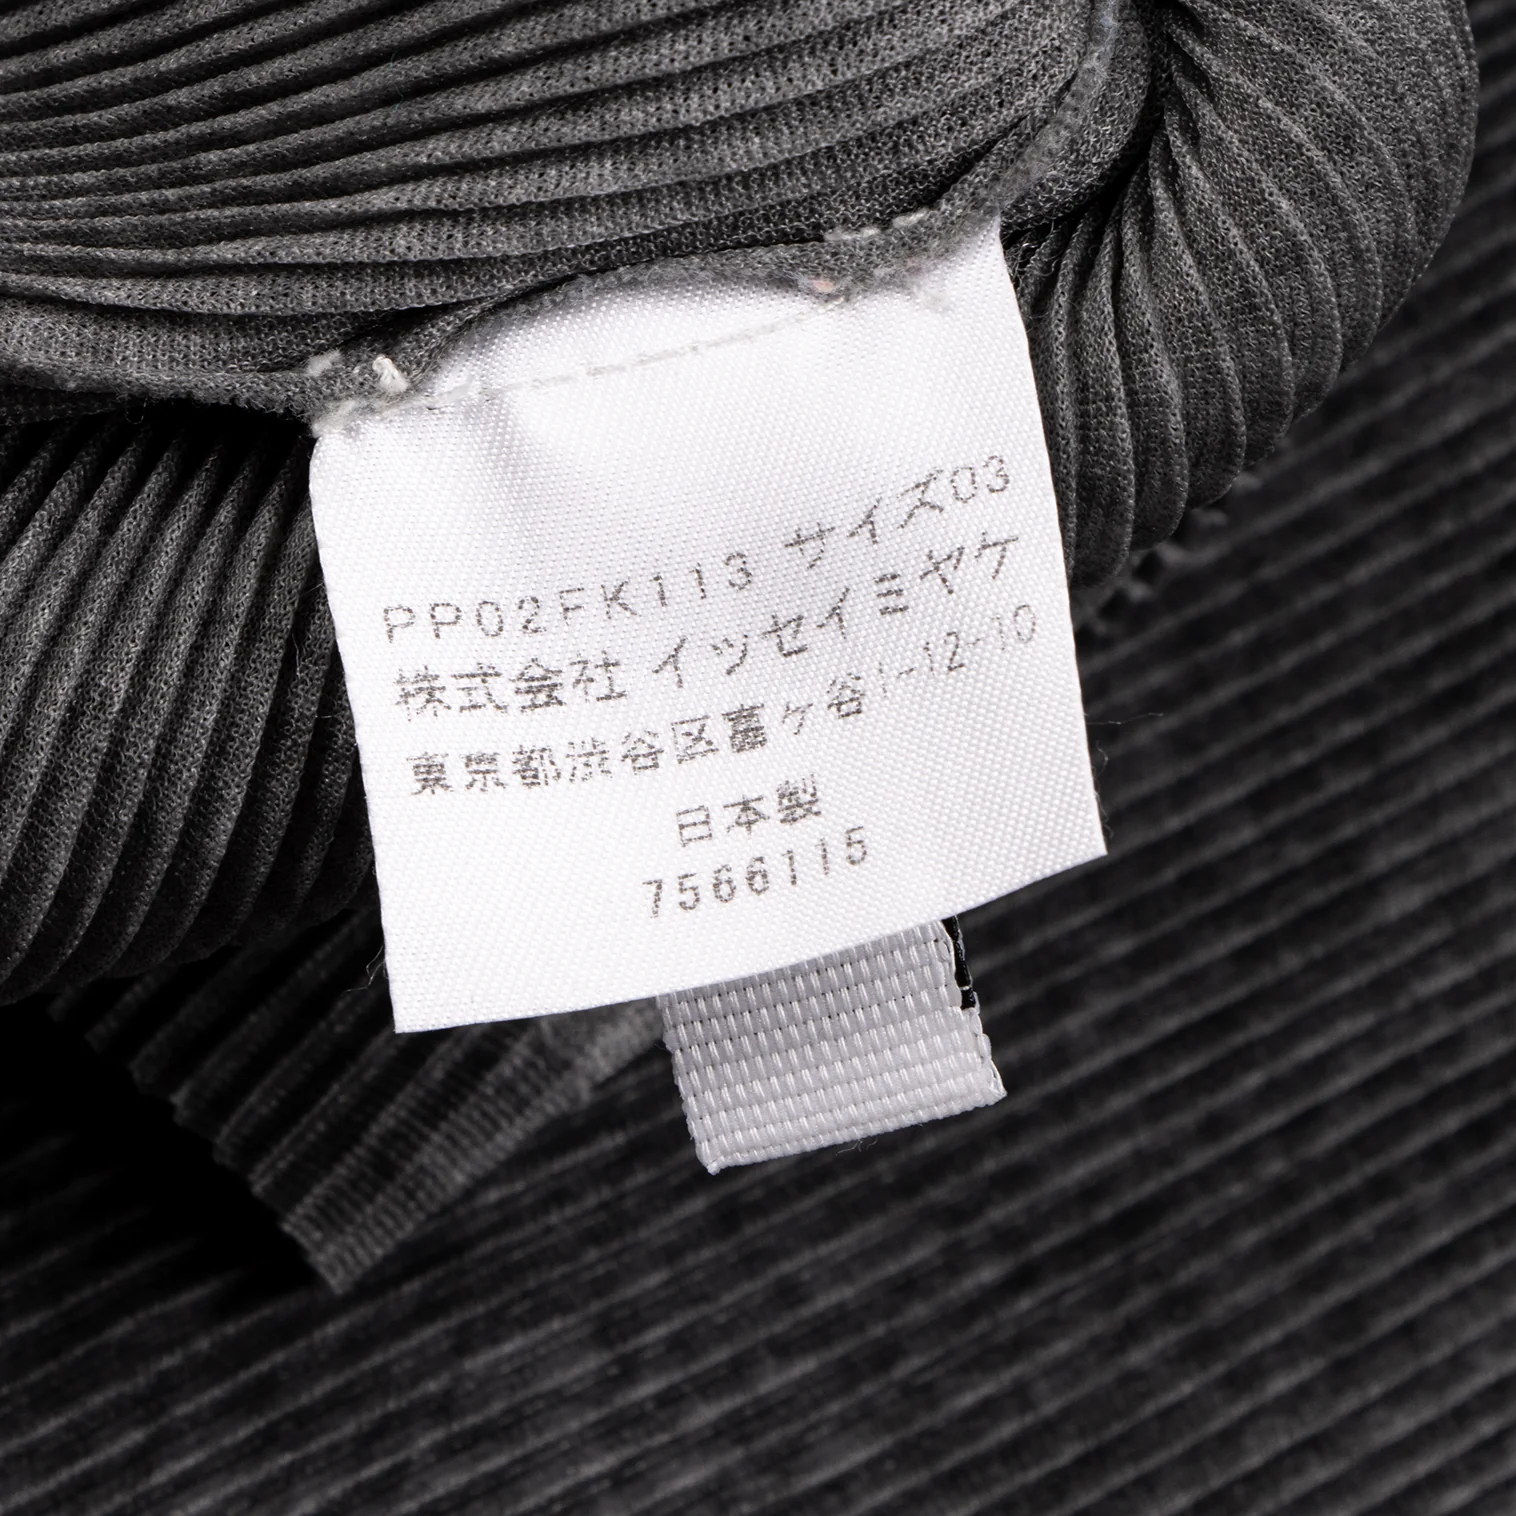 PP02FK113 サイズ03
株式会社 イッセイミヤケ
東京都渋谷区富ヶ谷1-12-10
日本製
7566115